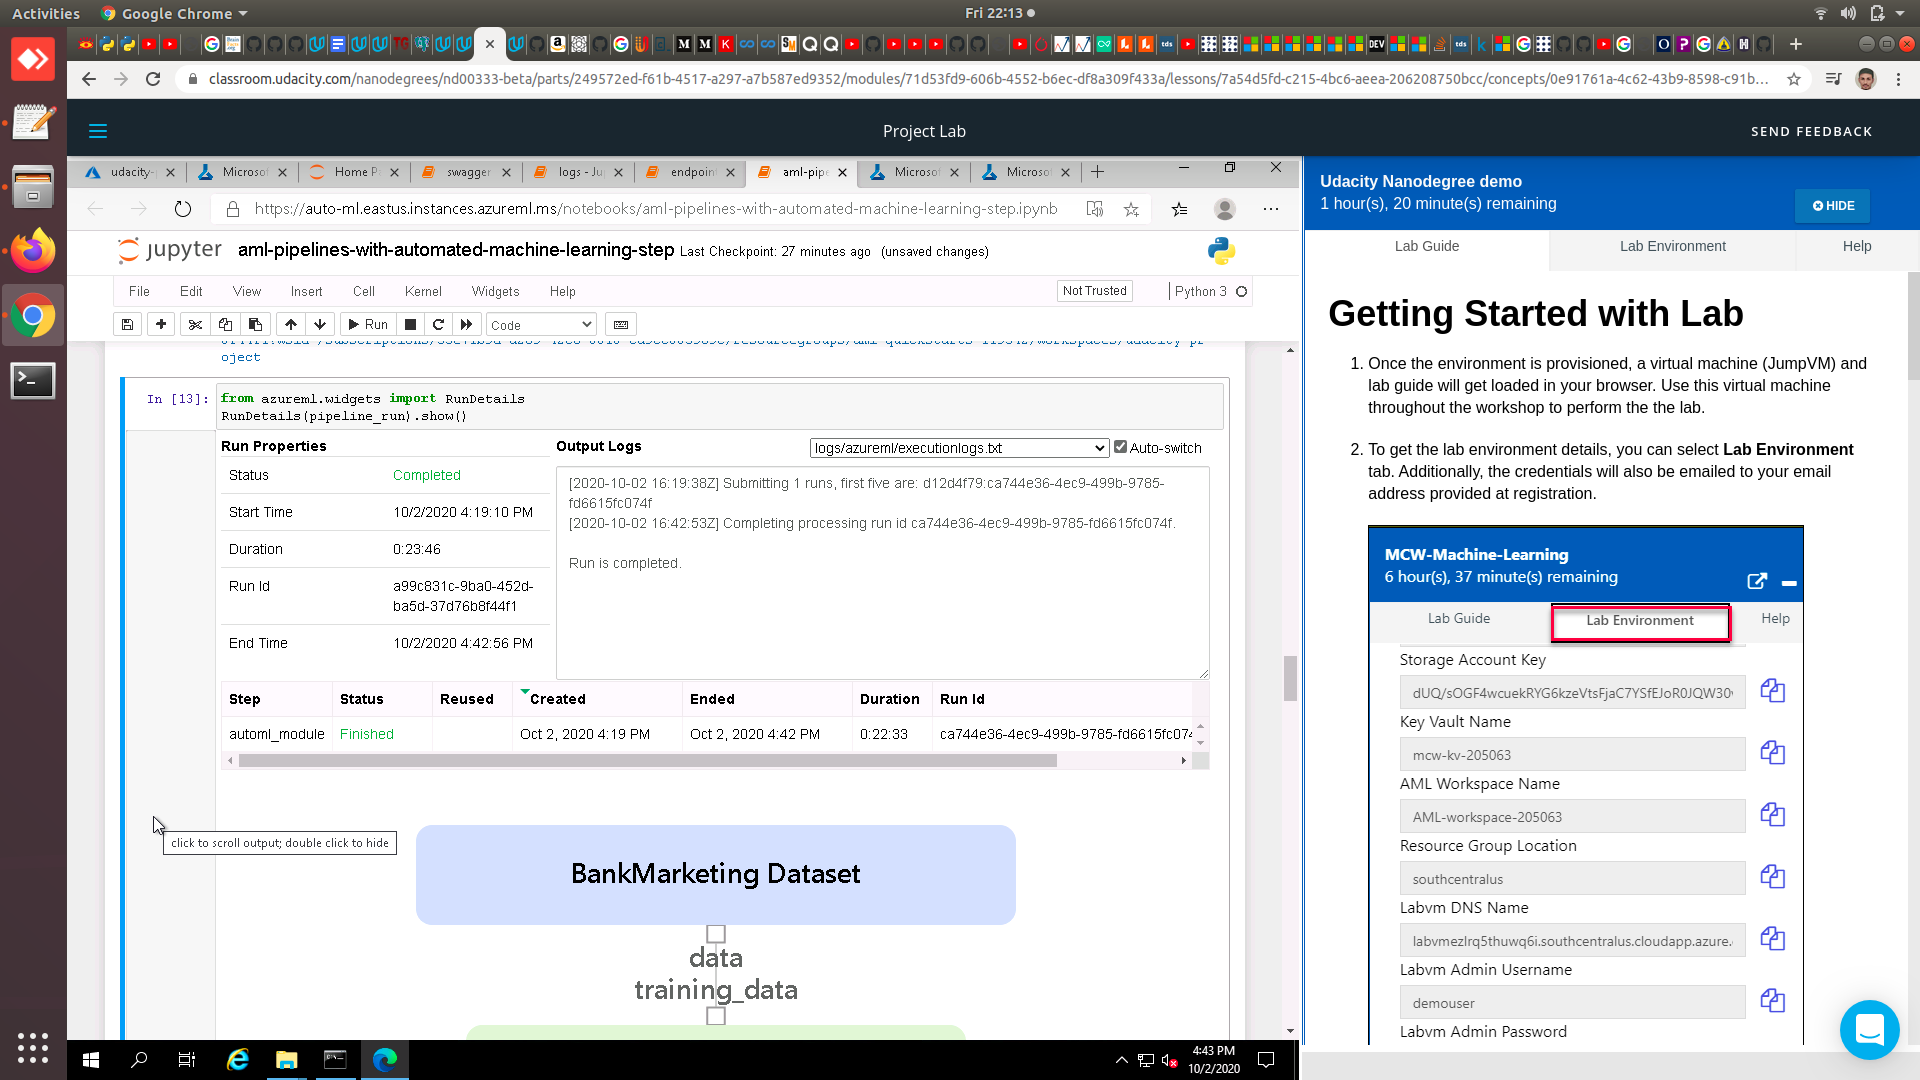 Activities
Google Chrome
Fri 22:13
classroom.udacity.com/nanodegrees/nd00333-beta/parts/249572ed-f61b-4517-a297-a7b587ed9352/modules/71d53fd9-606b-4552-b6ec-df8a309f433a/lessons/7a54d5fd-c215-4bc6-aeea-206208750bcc/concepts/0e91761a-4c62-43b9-8598-c91b...
Project Lab
SEND FEEDBACK
udacity-
Microsof
Home P
swagger
logs - Ju
endpoin
aml-pipe
Microsof
Microsof
https://auto-ml.eastus.instances.azureml.ms/notebooks/aml-pipelines-with-automated-machine-learning-step.ipynb
jupyter
aml-pipelines-with-automated-machine-learning-step
Last Checkpoint: 27 minutes ago (unsaved changes)
File
Edit
View
Insert
Cell
Kernel
Widgets
Help
Not Trusted
Python 3
Run
Code
oject
In [13]:
from azureml.widgets import RunDetails
RunDetails(pipeline_run).show()
Run Properties
Status Completed
Start Time 10/2/2020 4:19:10 PM
Duration 0:23:46
Run Id a99c831c-9ba0-452d-
ba5d-37d76b8f44f1
End Time 10/2/2020 4:42:56 PM
Output Logs
logs/azureml/executionlogs.txt
Auto-switch
[2020-10-02 16:19:38Z] Submitting 1 runs, first five are: d12d4f79:ca744e36-4ec9-499b-9785-
fd6615fc074f
[2020-10-02 16:42:53Z] Completing processing run id ca744e36-4ec9-499b-9785-fd6615fc074f.
Run is completed.
Step Status Reused Created Ended Duration Run Id
automl_module Finished Oct 2, 2020 4:19 PM Oct 2, 2020 4:42 PM 0:22:33 ca744e36-4ec9-499b-9785-fd6615fc074
click to scroll output; double click to hide
BankMarketing Dataset
data
training_data
4:43 PM
10/2/2020
Udacity Nanodegree demo
1 hour(s), 20 minute(s) remaining
HIDE
Lab Guide
Lab Environment
Help
Getting Started with Lab
1. Once the environment is provisioned, a virtual machine (JumpVM) and
lab guide will get loaded in your browser. Use this virtual machine
throughout the workshop to perform the the lab.
2. To get the lab environment details, you can select Lab Environment
tab. Additionally, the credentials will also be emailed to your email
address provided at registration.
MCW-Machine-Learning
6 hour(s), 37 minute(s) remaining
Lab Guide
Lab Environment
Help
Storage Account Key
dUQ/sOGF4wcuekRYG6kzeVtsFjaC7YSfEJoR0JQW30
Key Vault Name
mcw-kv-205063
AML Workspace Name
AML-workspace-205063
Resource Group Location
southcentralus
Labvm DNS Name
labvmezlrq5thuwq6i.southcentralus.cloudapp.azure.
Labvm Admin Username
demouser
Labvm Admin Password